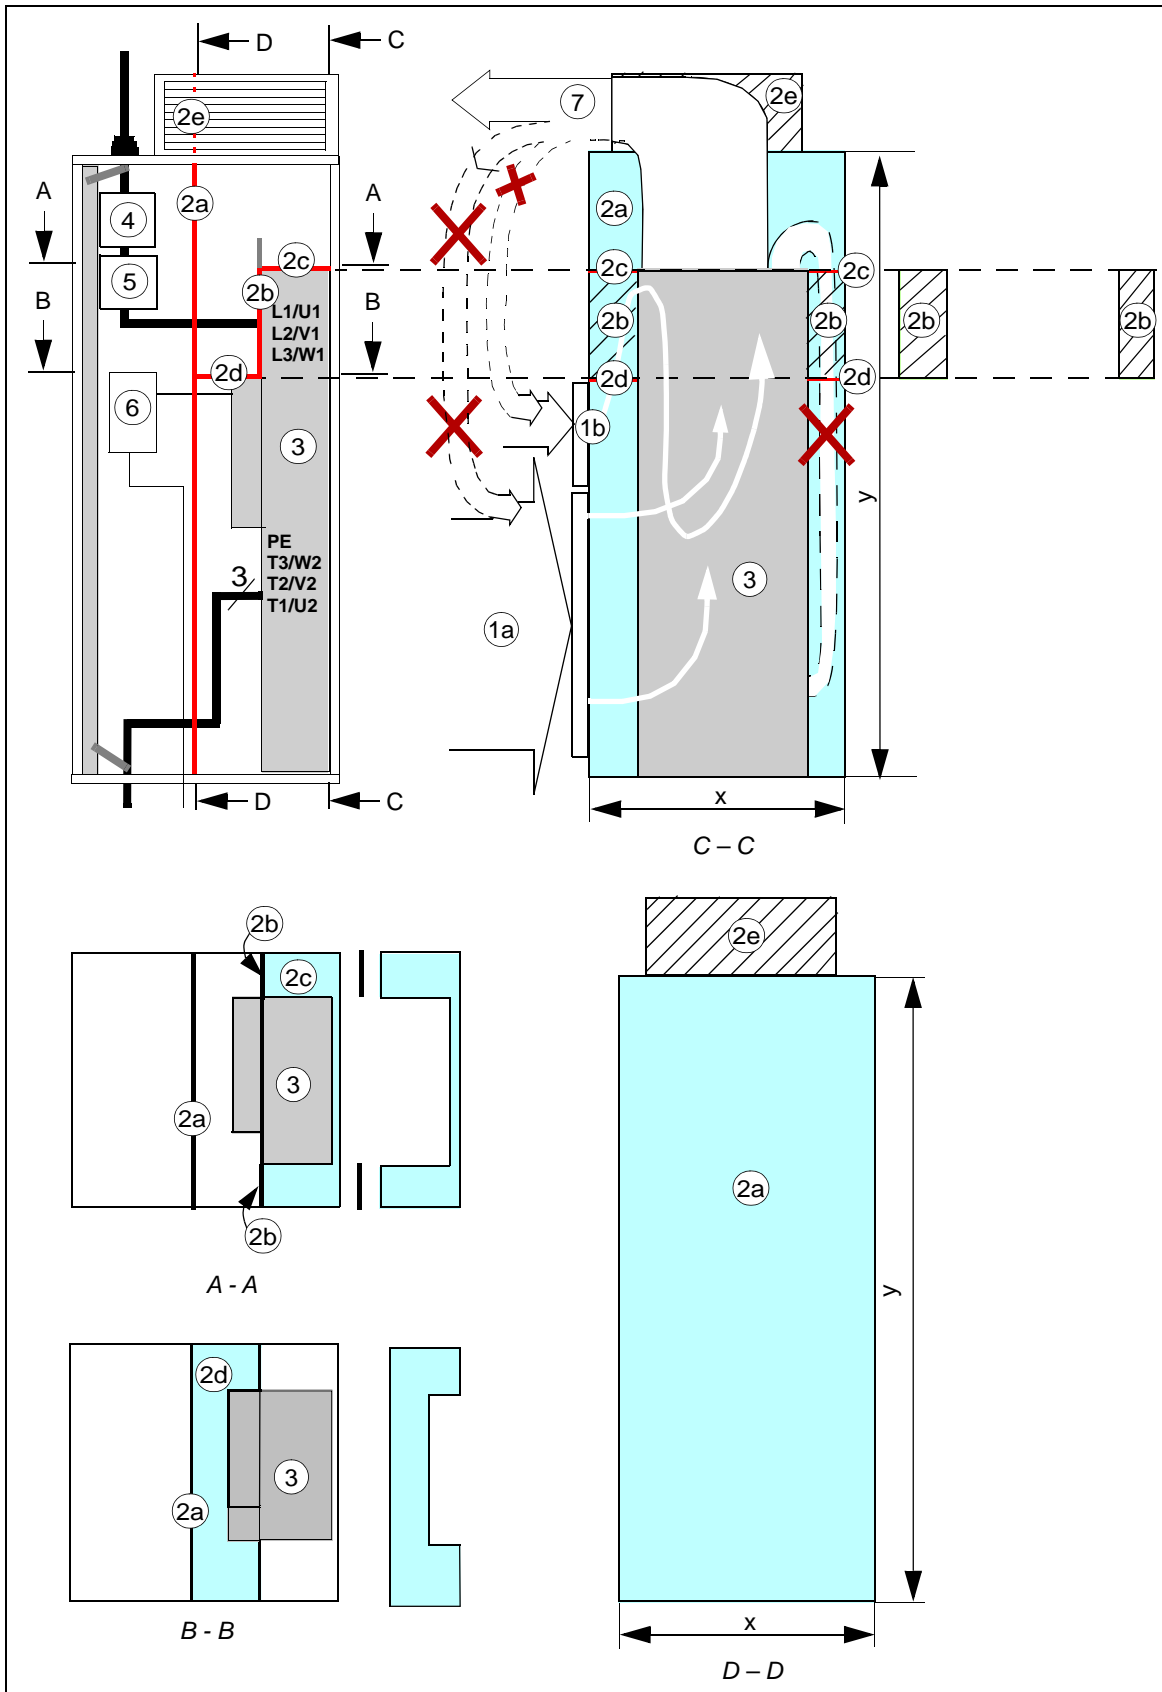 D
C
2e
7
2e
A
4
2a
A
2a
2c
2c
2c
B
5
2b
B
L1/U1
L2/V1
L3/W1
2b
2b
2b
2b
2d
2d
2d
6
1b
3
y
PE
T3/W2
T2/V2
T1/U2
3
3
1a
D
C
x
C – C
2b
2c
3
2a
2b
A - A
2e
2a
y
2d
3
2a
B - B
x
D – D